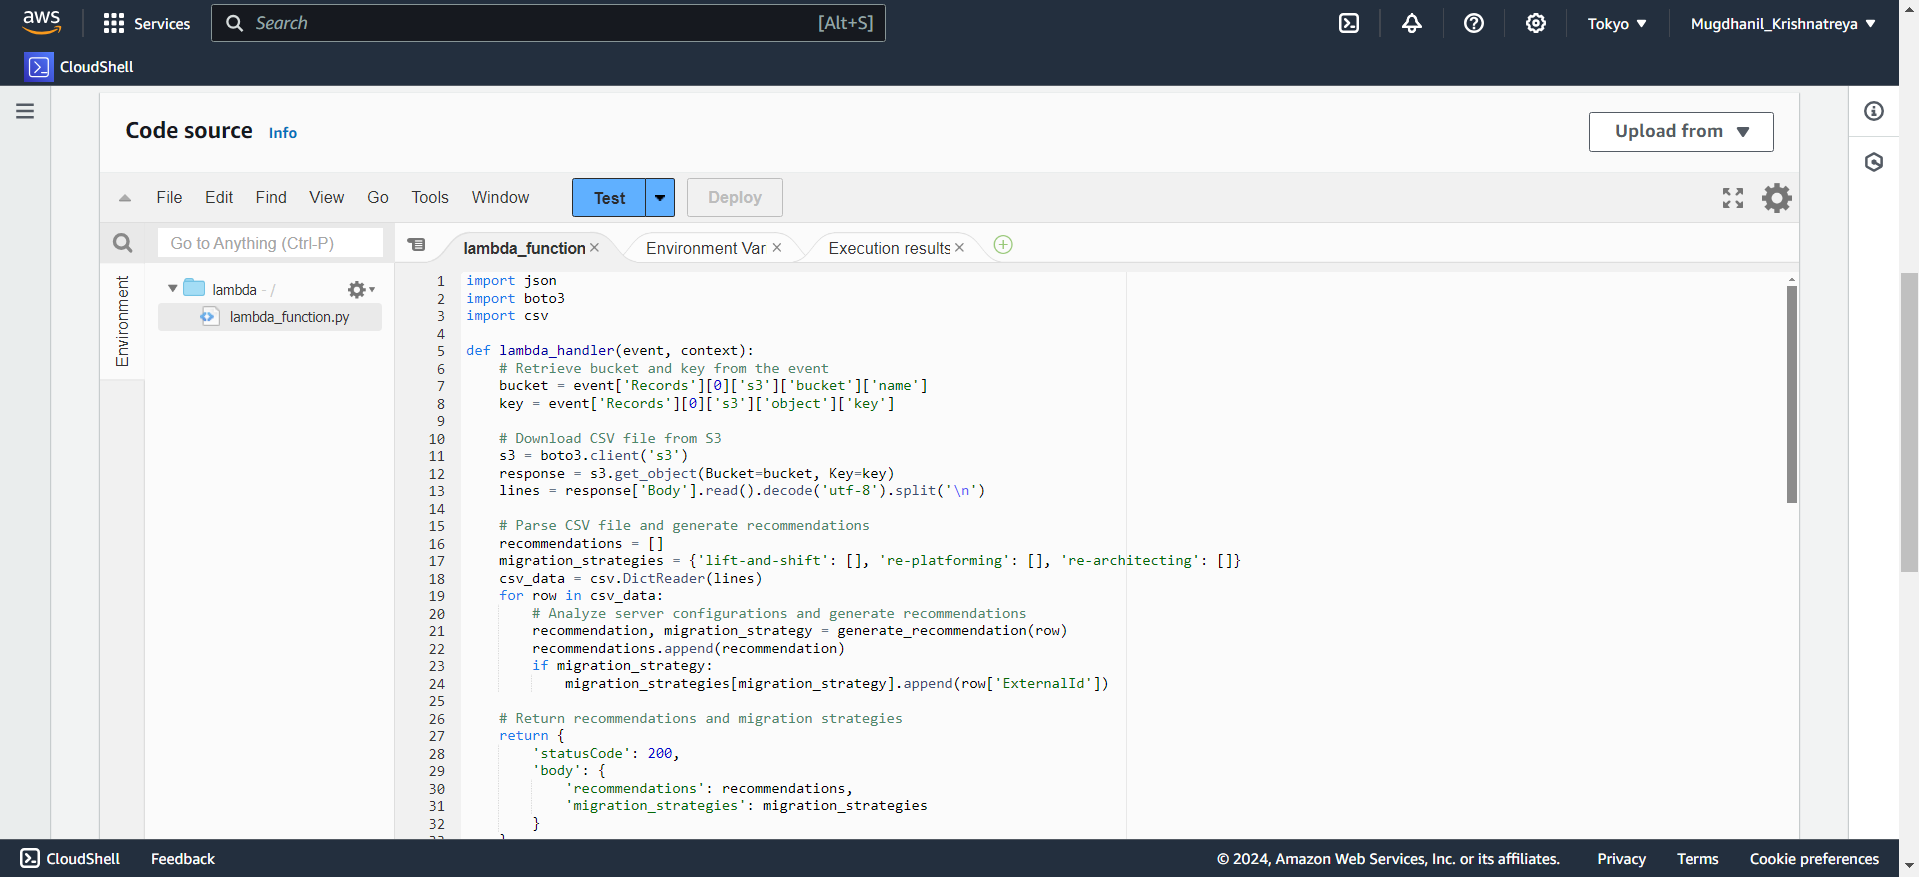 aws
Services
Search [Alt+S]
Tokyo ▼
Mugdhanil_Krishnatreya ▼
CloudShell
Code source Info
Upload from ▼
File Edit Find View Go Tools Window Test Deploy
Go to Anything (Ctrl-P)
lambda_function × Environment Var × Execution results ×
Environment
lambda - /
lambda_function.py
1 import json
2 import boto3
3 import csv
4
5 def lambda_handler(event, context):
6 # Retrieve bucket and key from the event
7 bucket = event['Records'][0]['s3']['bucket']['name']
8 key = event['Records'][0]['s3']['object']['key']
9
10 # Download CSV file from S3
11 s3 = boto3.client('s3')
12 response = s3.get_object(Bucket=bucket, Key=key)
13 lines = response['Body'].read().decode('utf-8').split('\n')
14
15 # Parse CSV file and generate recommendations
16 recommendations = []
17 migration_strategies = {'lift-and-shift': [], 're-platforming': [], 're-architecting': []}
18 csv_data = csv.DictReader(lines)
19 for row in csv_data:
20 # Analyze server configurations and generate recommendations
21 recommendation, migration_strategy = generate_recommendation(row)
22 recommendations.append(recommendation)
23 if migration_strategy:
24 migration_strategies[migration_strategy].append(row['ExternalId'])
25
26 # Return recommendations and migration strategies
27 return {
28 'statusCode': 200,
29 'body': {
30 'recommendations': recommendations,
31 'migration_strategies': migration_strategies
32 }
CloudShell Feedback © 2024, Amazon Web Services, Inc. or its affiliates. Privacy Terms Cookie preferences